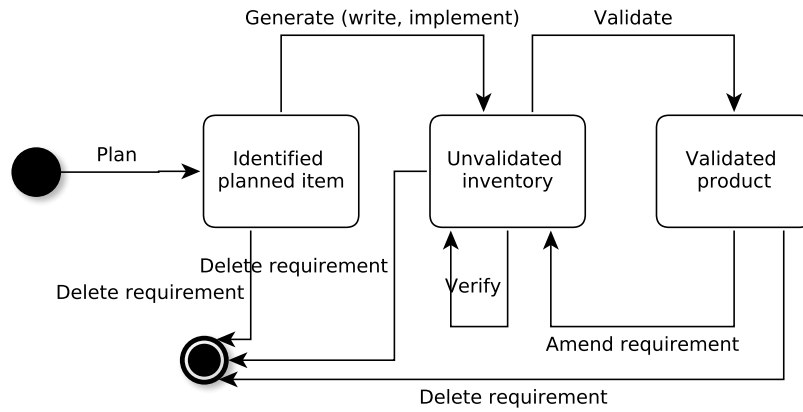 Generate (write, implement)
Validate
Plan
Identified
planned item
Unvalidated
inventory
Validated
product
Delete requirement
Delete requirement
Verify
Amend requirement
Delete requirement